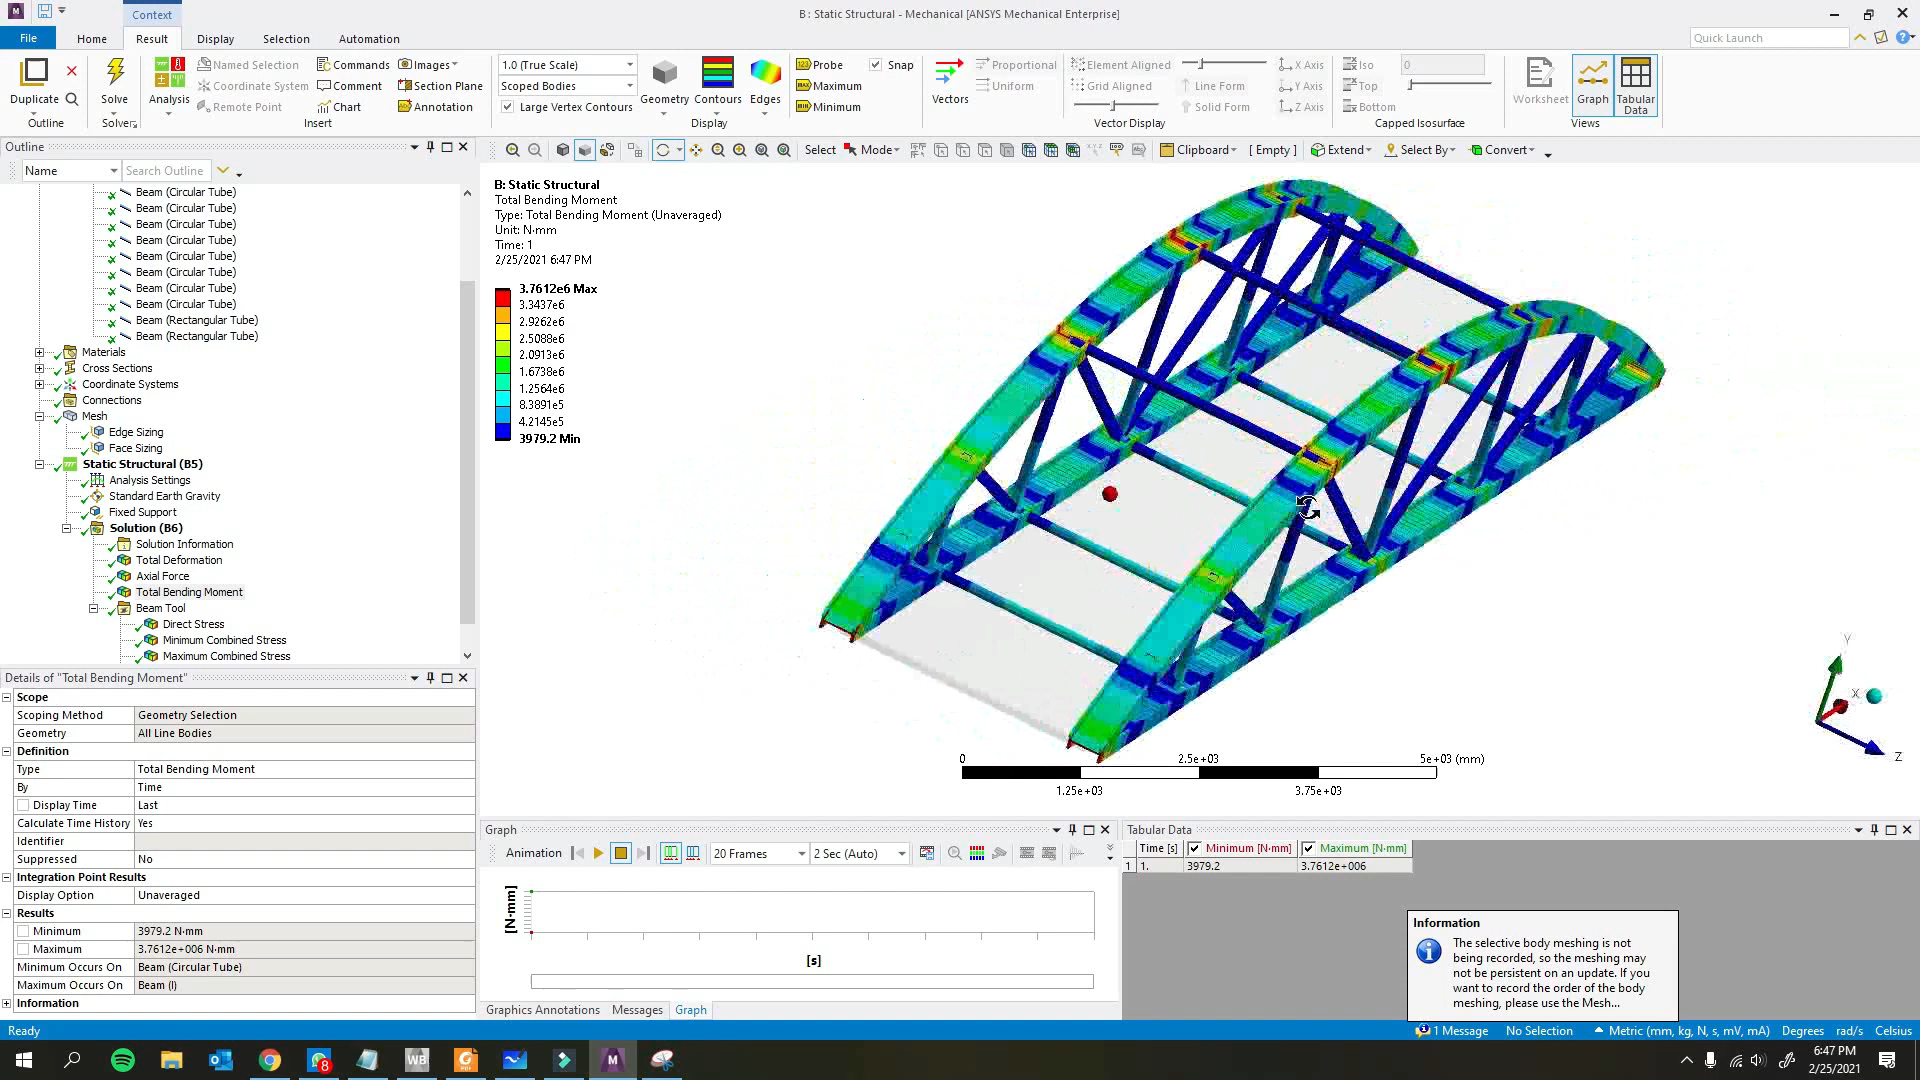 Context
B : Static Structural - Mechanical [ANSYS Mechanical Enterprise]
File Home Result Display Selection Automation
Quick Launch
Duplicate
Outline
Solve
Solver
Analysis
Named Selection
Coordinate System
Remote Point
Commands
Comment
Chart
Images
Section Plane
Annotation
Insert
1.0 (True Scale)
Scoped Bodies
Large Vertex Contours
Geometry
Contours
Edges
Display
Probe
Maximum
Minimum
Snap
Vectors
Proportional
Uniform
Element Aligned
Grid Aligned
Line Form
Solid Form
X Axis
Y Axis
Z Axis
Vector Display
Iso
0
Top
Bottom
Capped Isosurface
Worksheet
Graph
Tabular
Data
Views
Outline
Name
Search Outline
Select
Mode
Clipboard
[ Empty ]
Extend
Select By
Convert
Beam (Circular Tube)
Beam (Circular Tube)
Beam (Circular Tube)
Beam (Circular Tube)
Beam (Circular Tube)
Beam (Circular Tube)
Beam (Circular Tube)
Beam (Circular Tube)
Beam (Rectangular Tube)
Beam (Rectangular Tube)
Materials
Cross Sections
Coordinate Systems
Connections
Mesh
Edge Sizing
Face Sizing
Static Structural (B5)
Analysis Settings
Standard Earth Gravity
Fixed Support
Solution (B6)
Solution Information
Total Deformation
Axial Force
Total Bending Moment
Beam Tool
Direct Stress
Minimum Combined Stress
Maximum Combined Stress
B: Static Structural
Total Bending Moment
Type: Total Bending Moment (Unaveraged)
Unit: N·mm
Time: 1
2/25/2021 6:47 PM
3.7612e6 Max
3.3437e6
2.9262e6
2.5088e6
2.0913e6
1.6738e6
1.2564e6
8.3891e5
4.2145e5
3979.2 Min
Y
X
Z
0 2.5e+03 5e+03 (mm)
1.25e+03 3.75e+03
Details of "Total Bending Moment"
Scope
Scoping Method Geometry Selection
Geometry All Line Bodies
Definition
Type Total Bending Moment
By Time
Display Time Last
Calculate Time History Yes
Identifier
Suppressed No
Integration Point Results
Display Option Unaveraged
Results
Minimum 3979.2 N·mm
Maximum 3.7612e+006 N·mm
Minimum Occurs On Beam (Circular Tube)
Maximum Occurs On Beam (I)
Information
Graph
Animation
20 Frames
2 Sec (Auto)
[N·mm]
[s]
Graphics Annotations Messages Graph
Tabular Data
Time [s] Minimum [N·mm] Maximum [N·mm]
1 1. 3979.2 3.7612e+006
Information
The selective body meshing is not
being recorded, so the meshing may
not be persistent on an update. If you
want to record the order of the body
meshing, please use the Mesh...
Ready
1 Message No Selection Metric (mm, kg, N, s, mV, mA) Degrees rad/s Celsius
8
WB
M
6:47 PM
2/25/2021